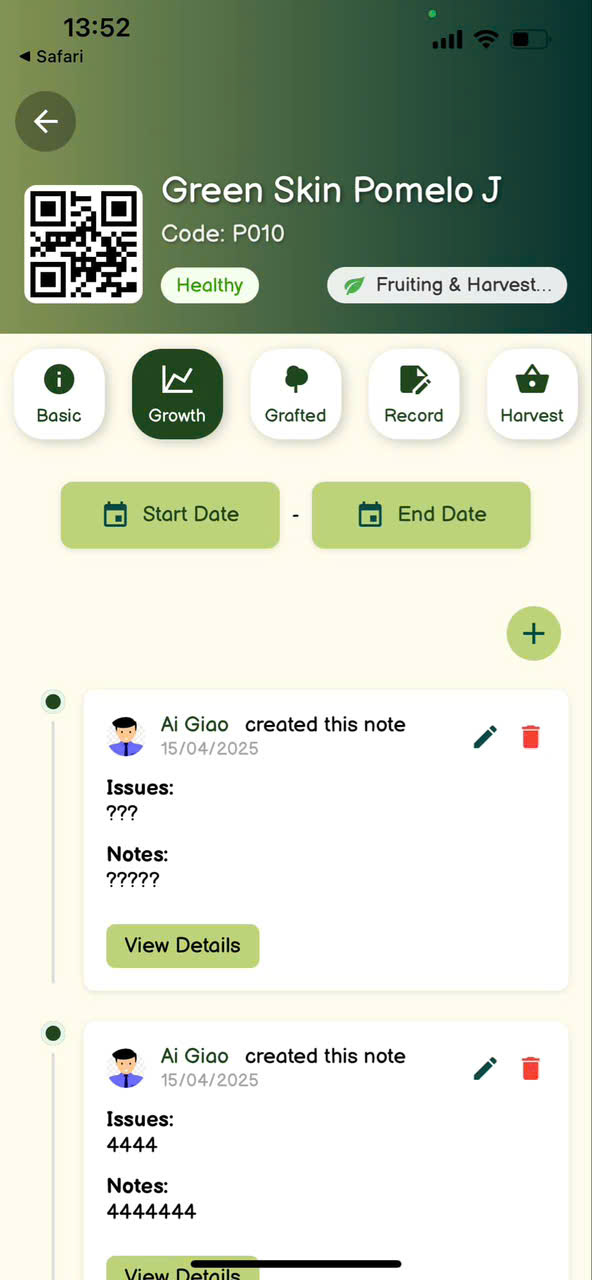 13:52
◀ Safari
Green Skin Pomelo J
Code: P010
Healthy
Fruiting & Harvest...
Basic
Growth
Grafted
Record
Harvest
Start Date
-
End Date
+
Ai Giao created this note
15/04/2025
Issues:
???
Notes:
?????
View Details
Ai Giao created this note
15/04/2025
Issues:
4444
Notes:
4444444
View Details